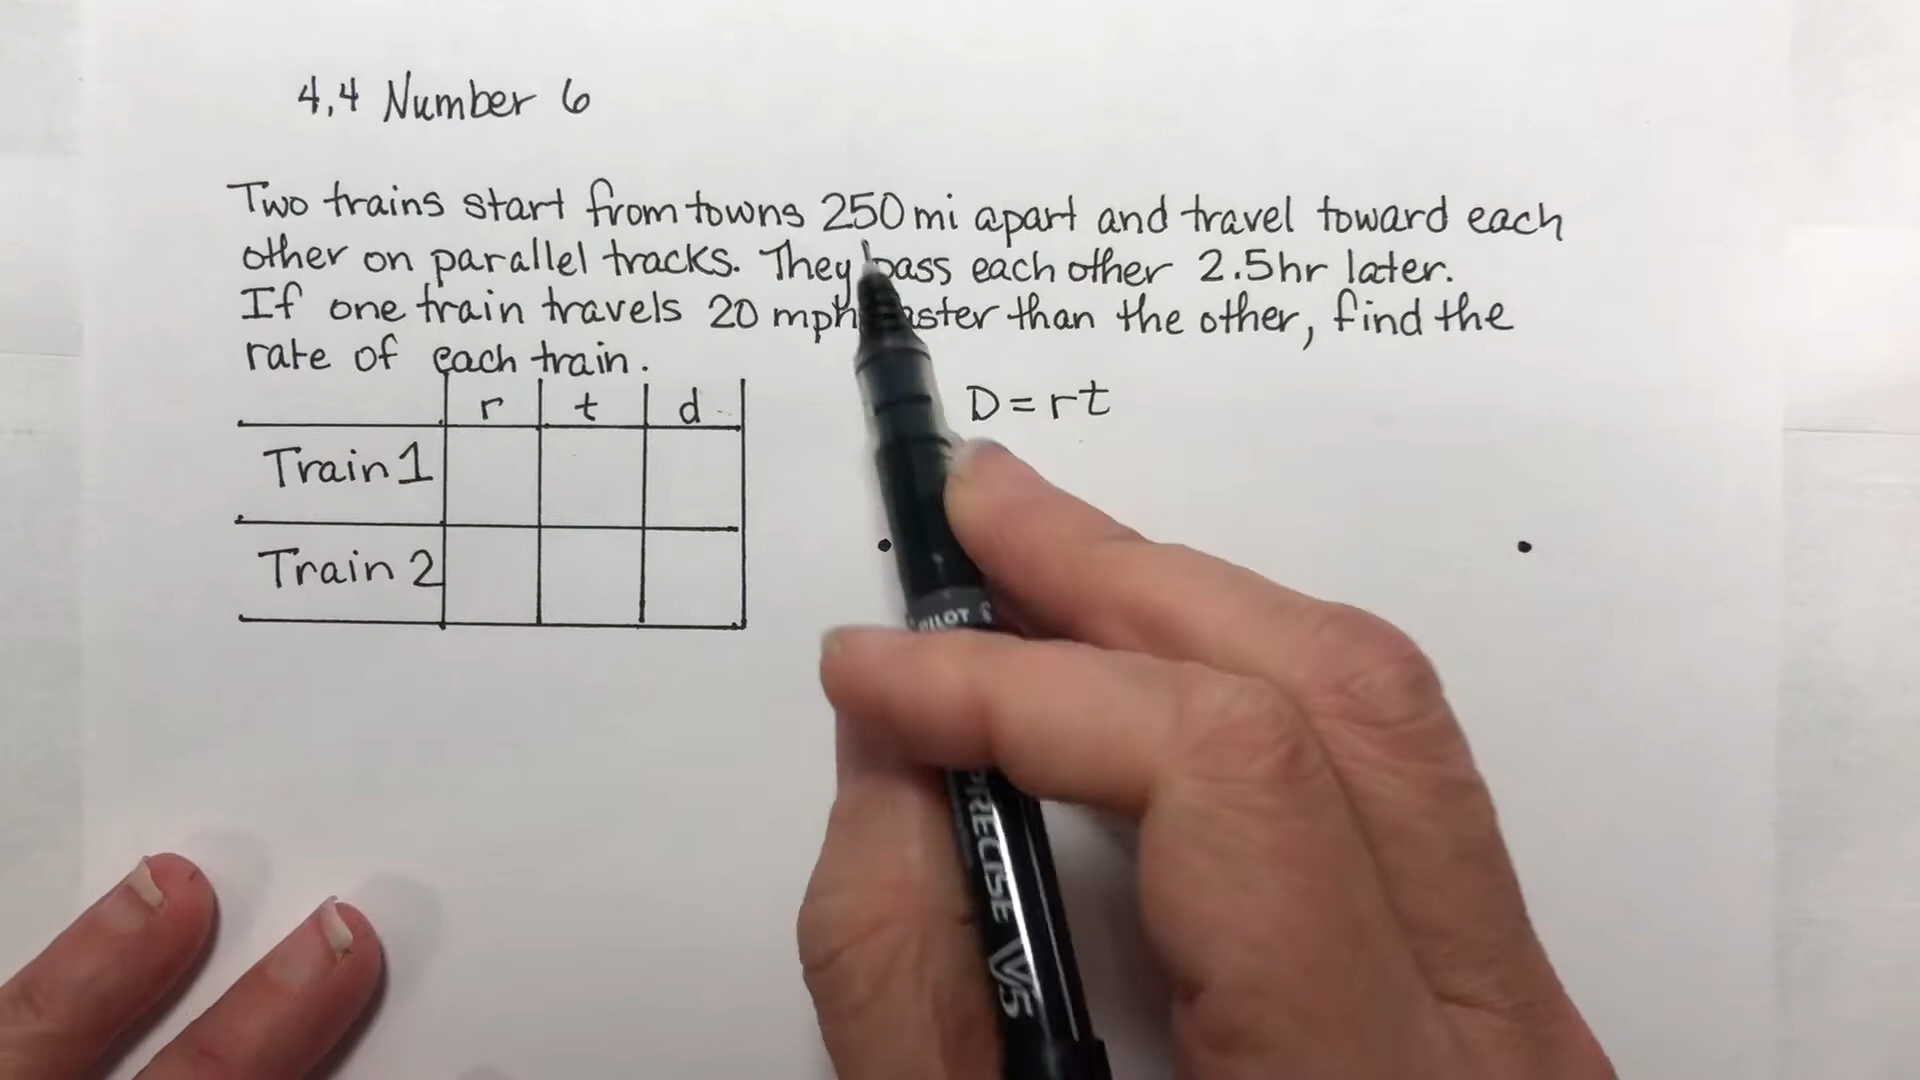 4.4 Number 6
Two trains start from towns 250 mi apart and travel toward each
other on parallel tracks. They pass each other 2.5hr later.
If one train travels 20 mph faster than the other, find the
rate of each train.
r t d
D = rt
Train 1
Train 2
PILOT
PRECISE V5